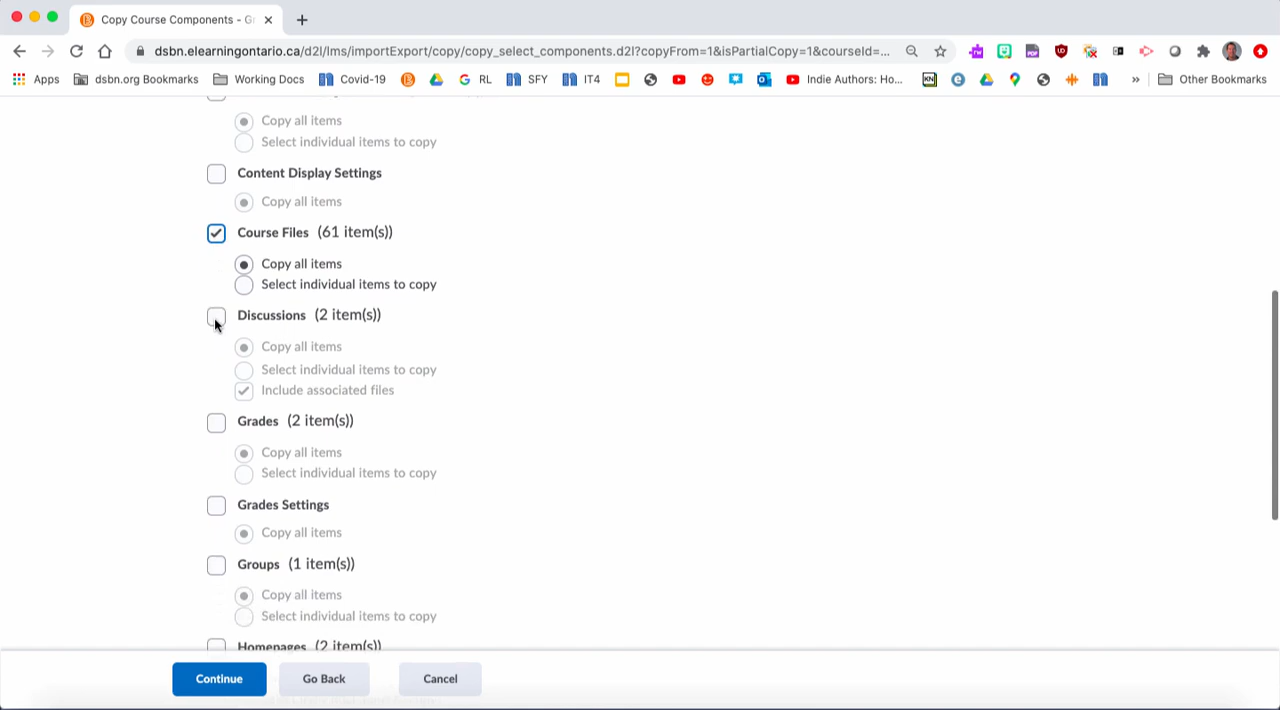 Copy Course Components - Gr
dsbn.elearningontario.ca/d2l/lms/importExport/copy/copy_select_components.d2l?copyFrom=1&isPartialCopy=1&courseId=...
Apps dsbn.org Bookmarks Working Docs Covid-19 RL SFY IT4 Indie Authors: Ho... KN » Other Bookmarks
Copy all items
Select individual items to copy
Content Display Settings
Copy all items
Course Files (61 item(s))
Copy all items
Select individual items to copy
Discussions (2 item(s))
Copy all items
Select individual items to copy
Include associated files
Grades (2 item(s))
Copy all items
Select individual items to copy
Grades Settings
Copy all items
Groups (1 item(s))
Copy all items
Select individual items to copy
Homepages (2 item(s))
Continue Go Back Cancel